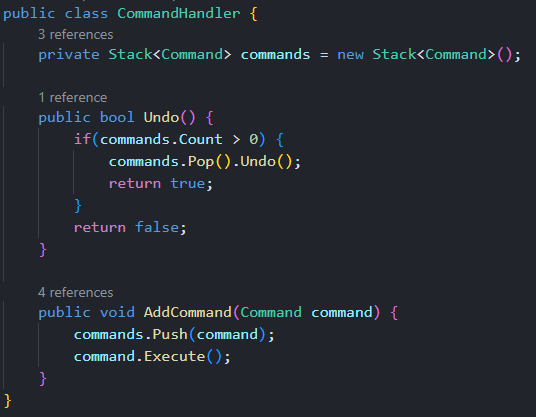 public class CommandHandler {
3 references
private Stack<Command> commands = new Stack<Command>();
1 reference
public bool Undo() {
if(commands.Count > 0) {
commands.Pop().Undo();
return true;
}
return false;
}
4 references
public void AddCommand(Command command) {
commands.Push(command);
command.Execute();
}
}